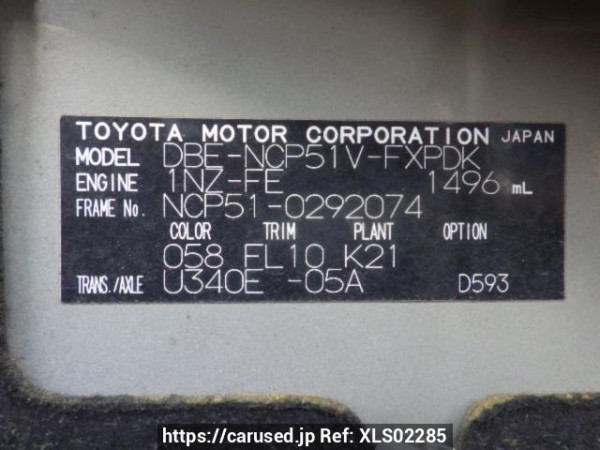 TOYOTA MOTOR CORPORATION JAPAN
MODEL DBE-NCP51V-FXPDK
ENGINE 1NZ-FE 1496 mL
FRAME No. NCP51-0292074
COLOR TRIM PLANT OPTION
058 FL10 K21
TRANS./AXLE U340E -05A D593
https://carused.jp Ref: XLS02285